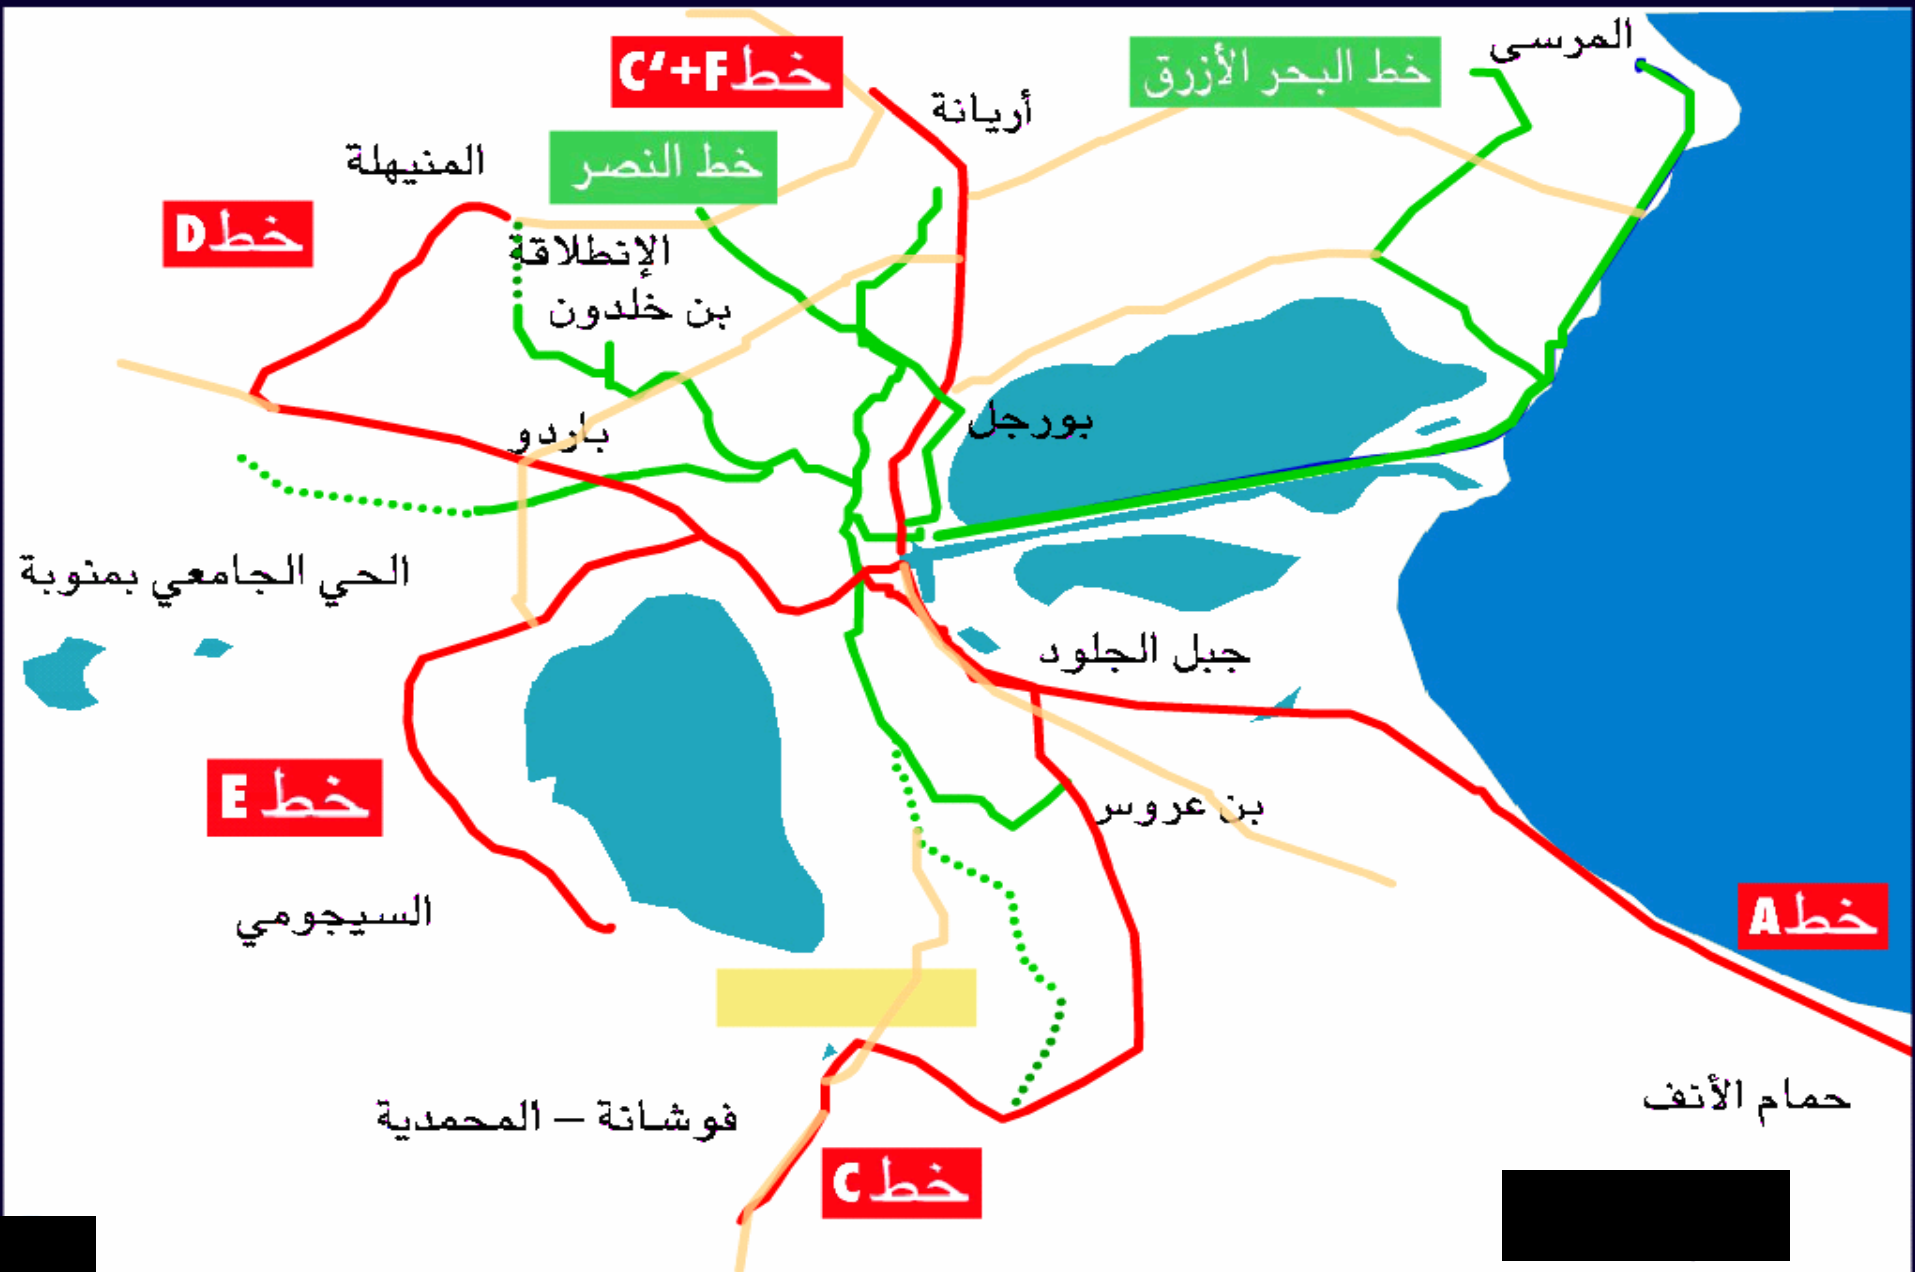 المرسى
خط C'+F
خط البحر الأزرق
أريانة
خط النصر
المنيهلة
خط D
الإنطلاقة
بن خلدون
بورجل
باردو
الحي الجامعي بمنوبة
جبل الجلود
خط E
بن عروس
السيجومي
خط A
حمام الأنف
فوشانة – المحمدية
خط C